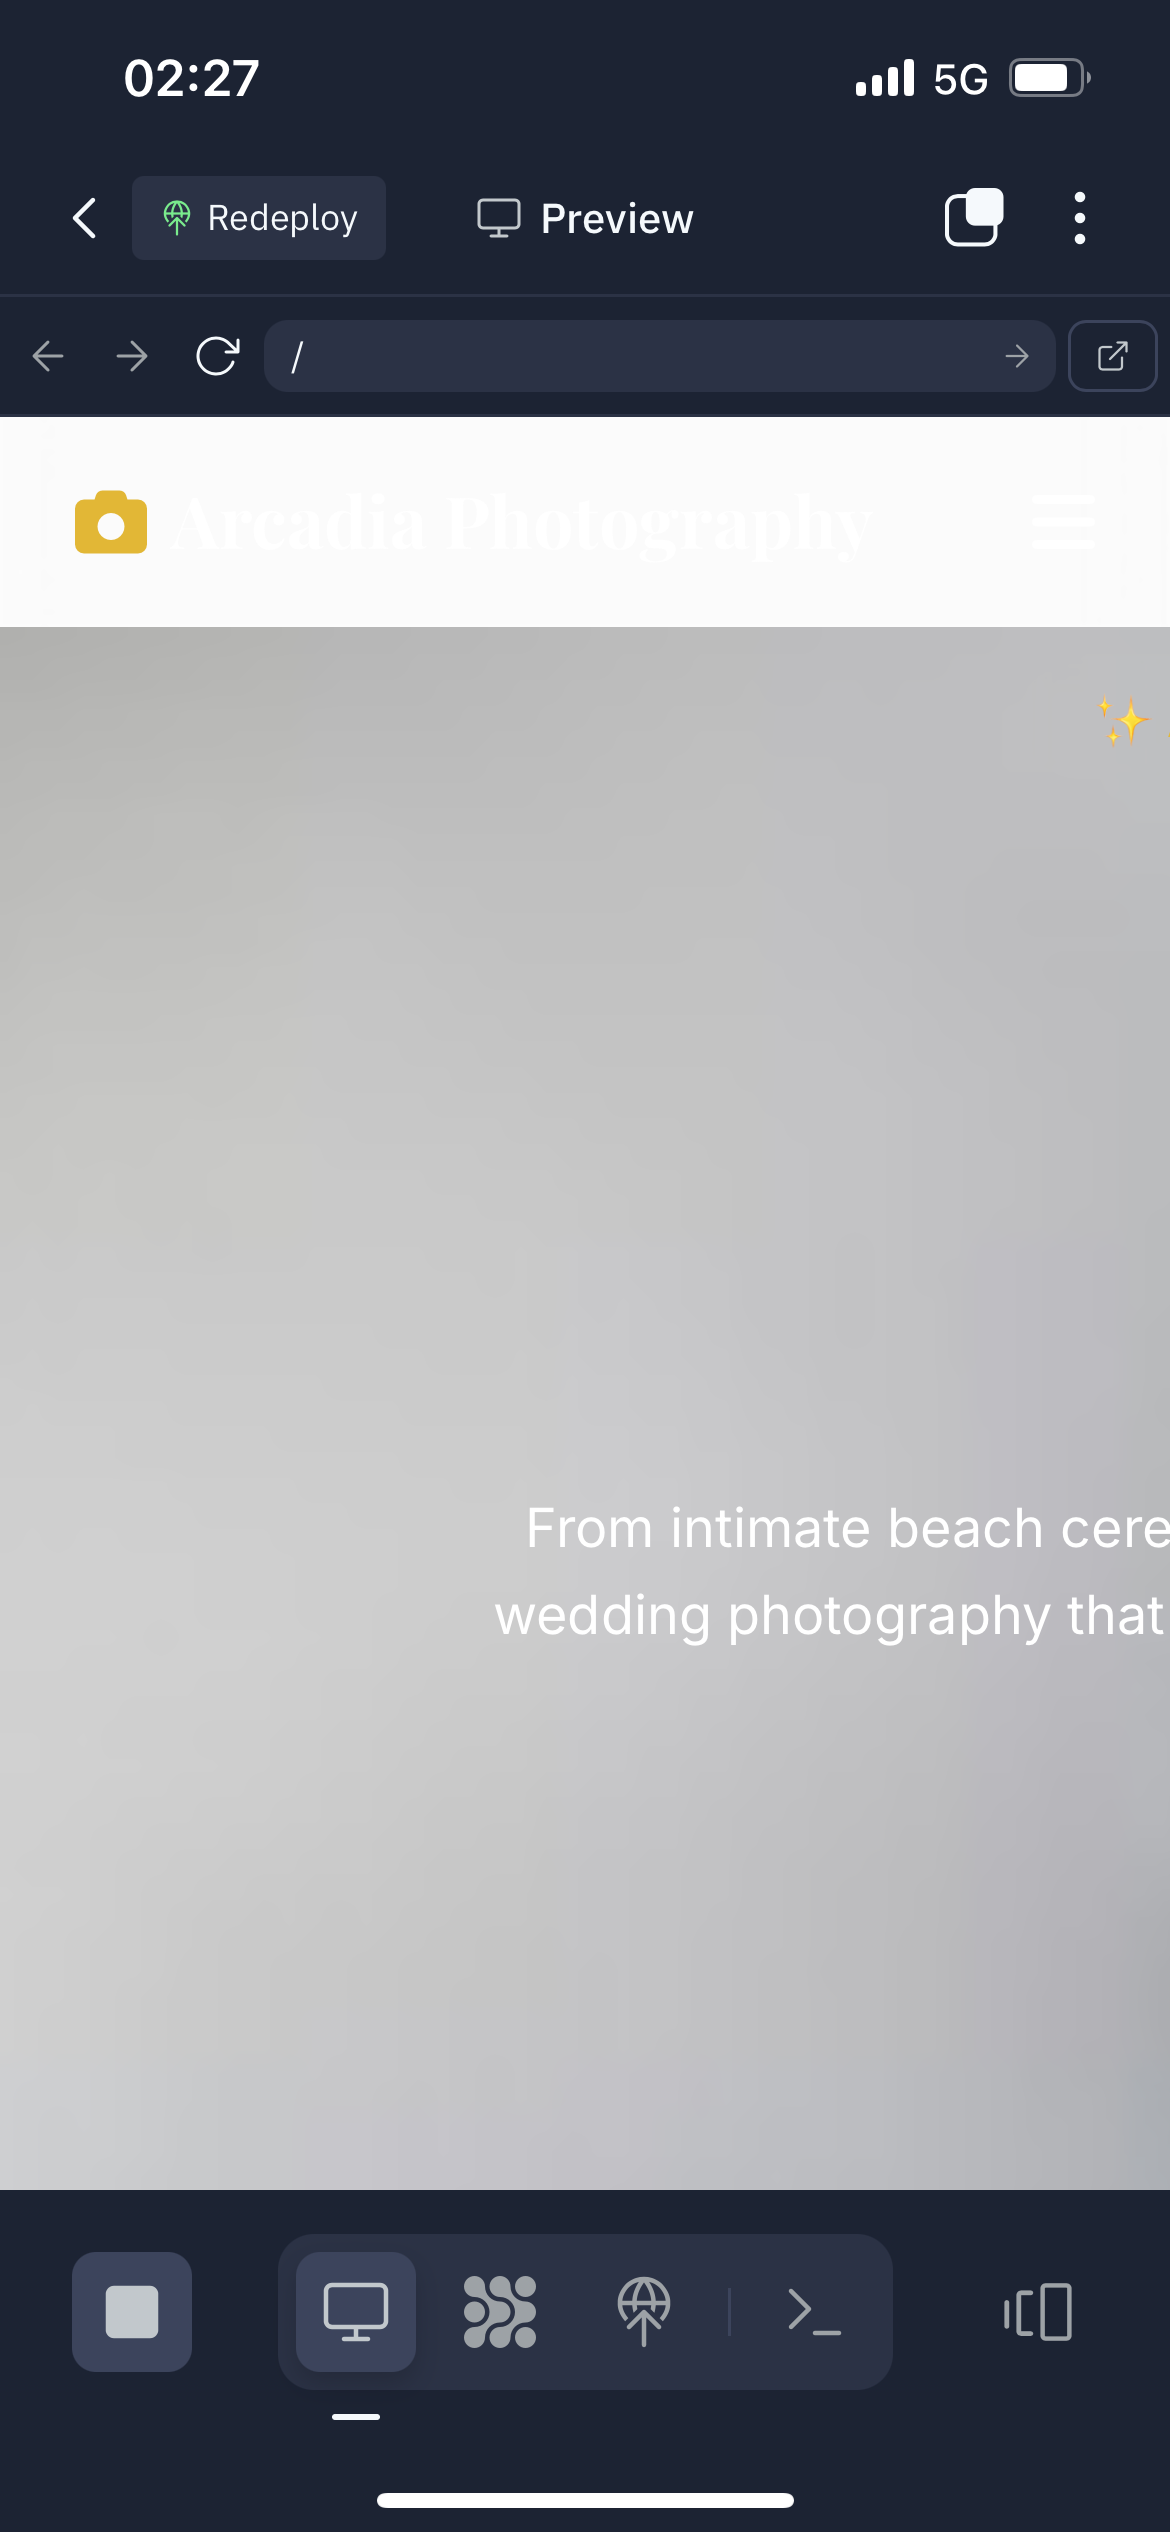 02:27
5G
Redeploy
Preview
/
Arcadia Photography
From intimate beach cere
wedding photography that